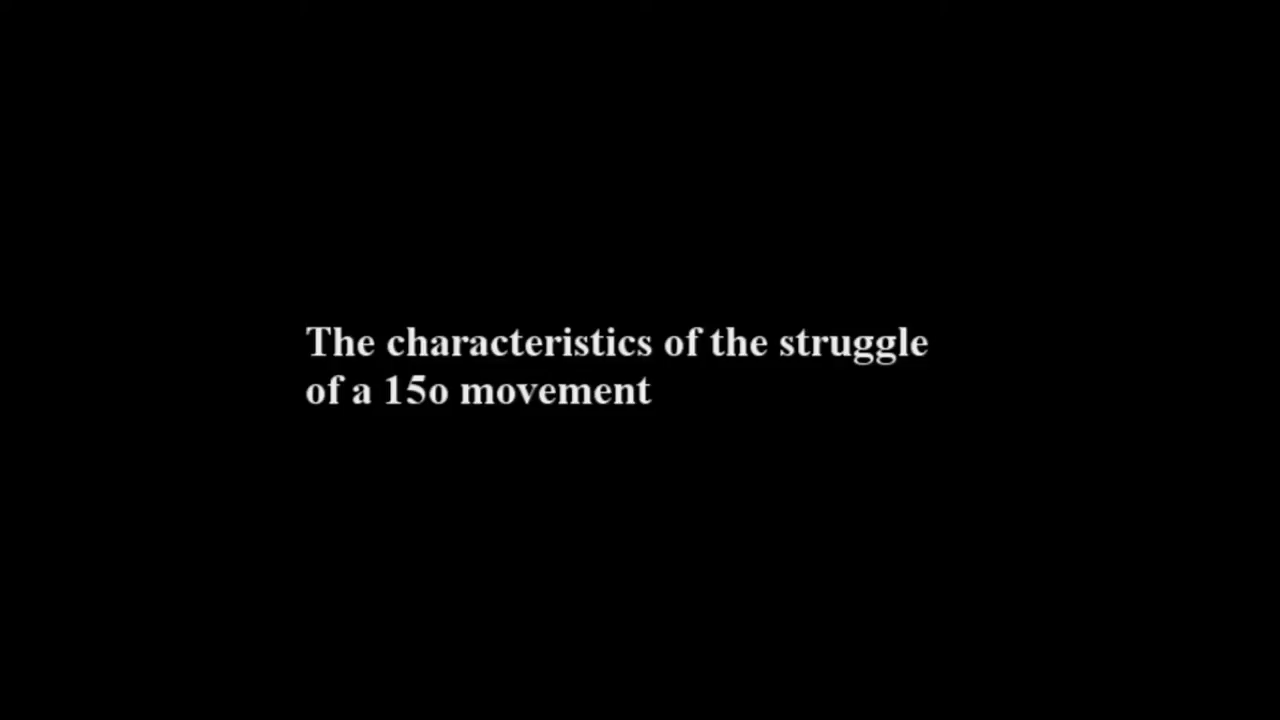 The characteristics of the struggle
of a 15o movement